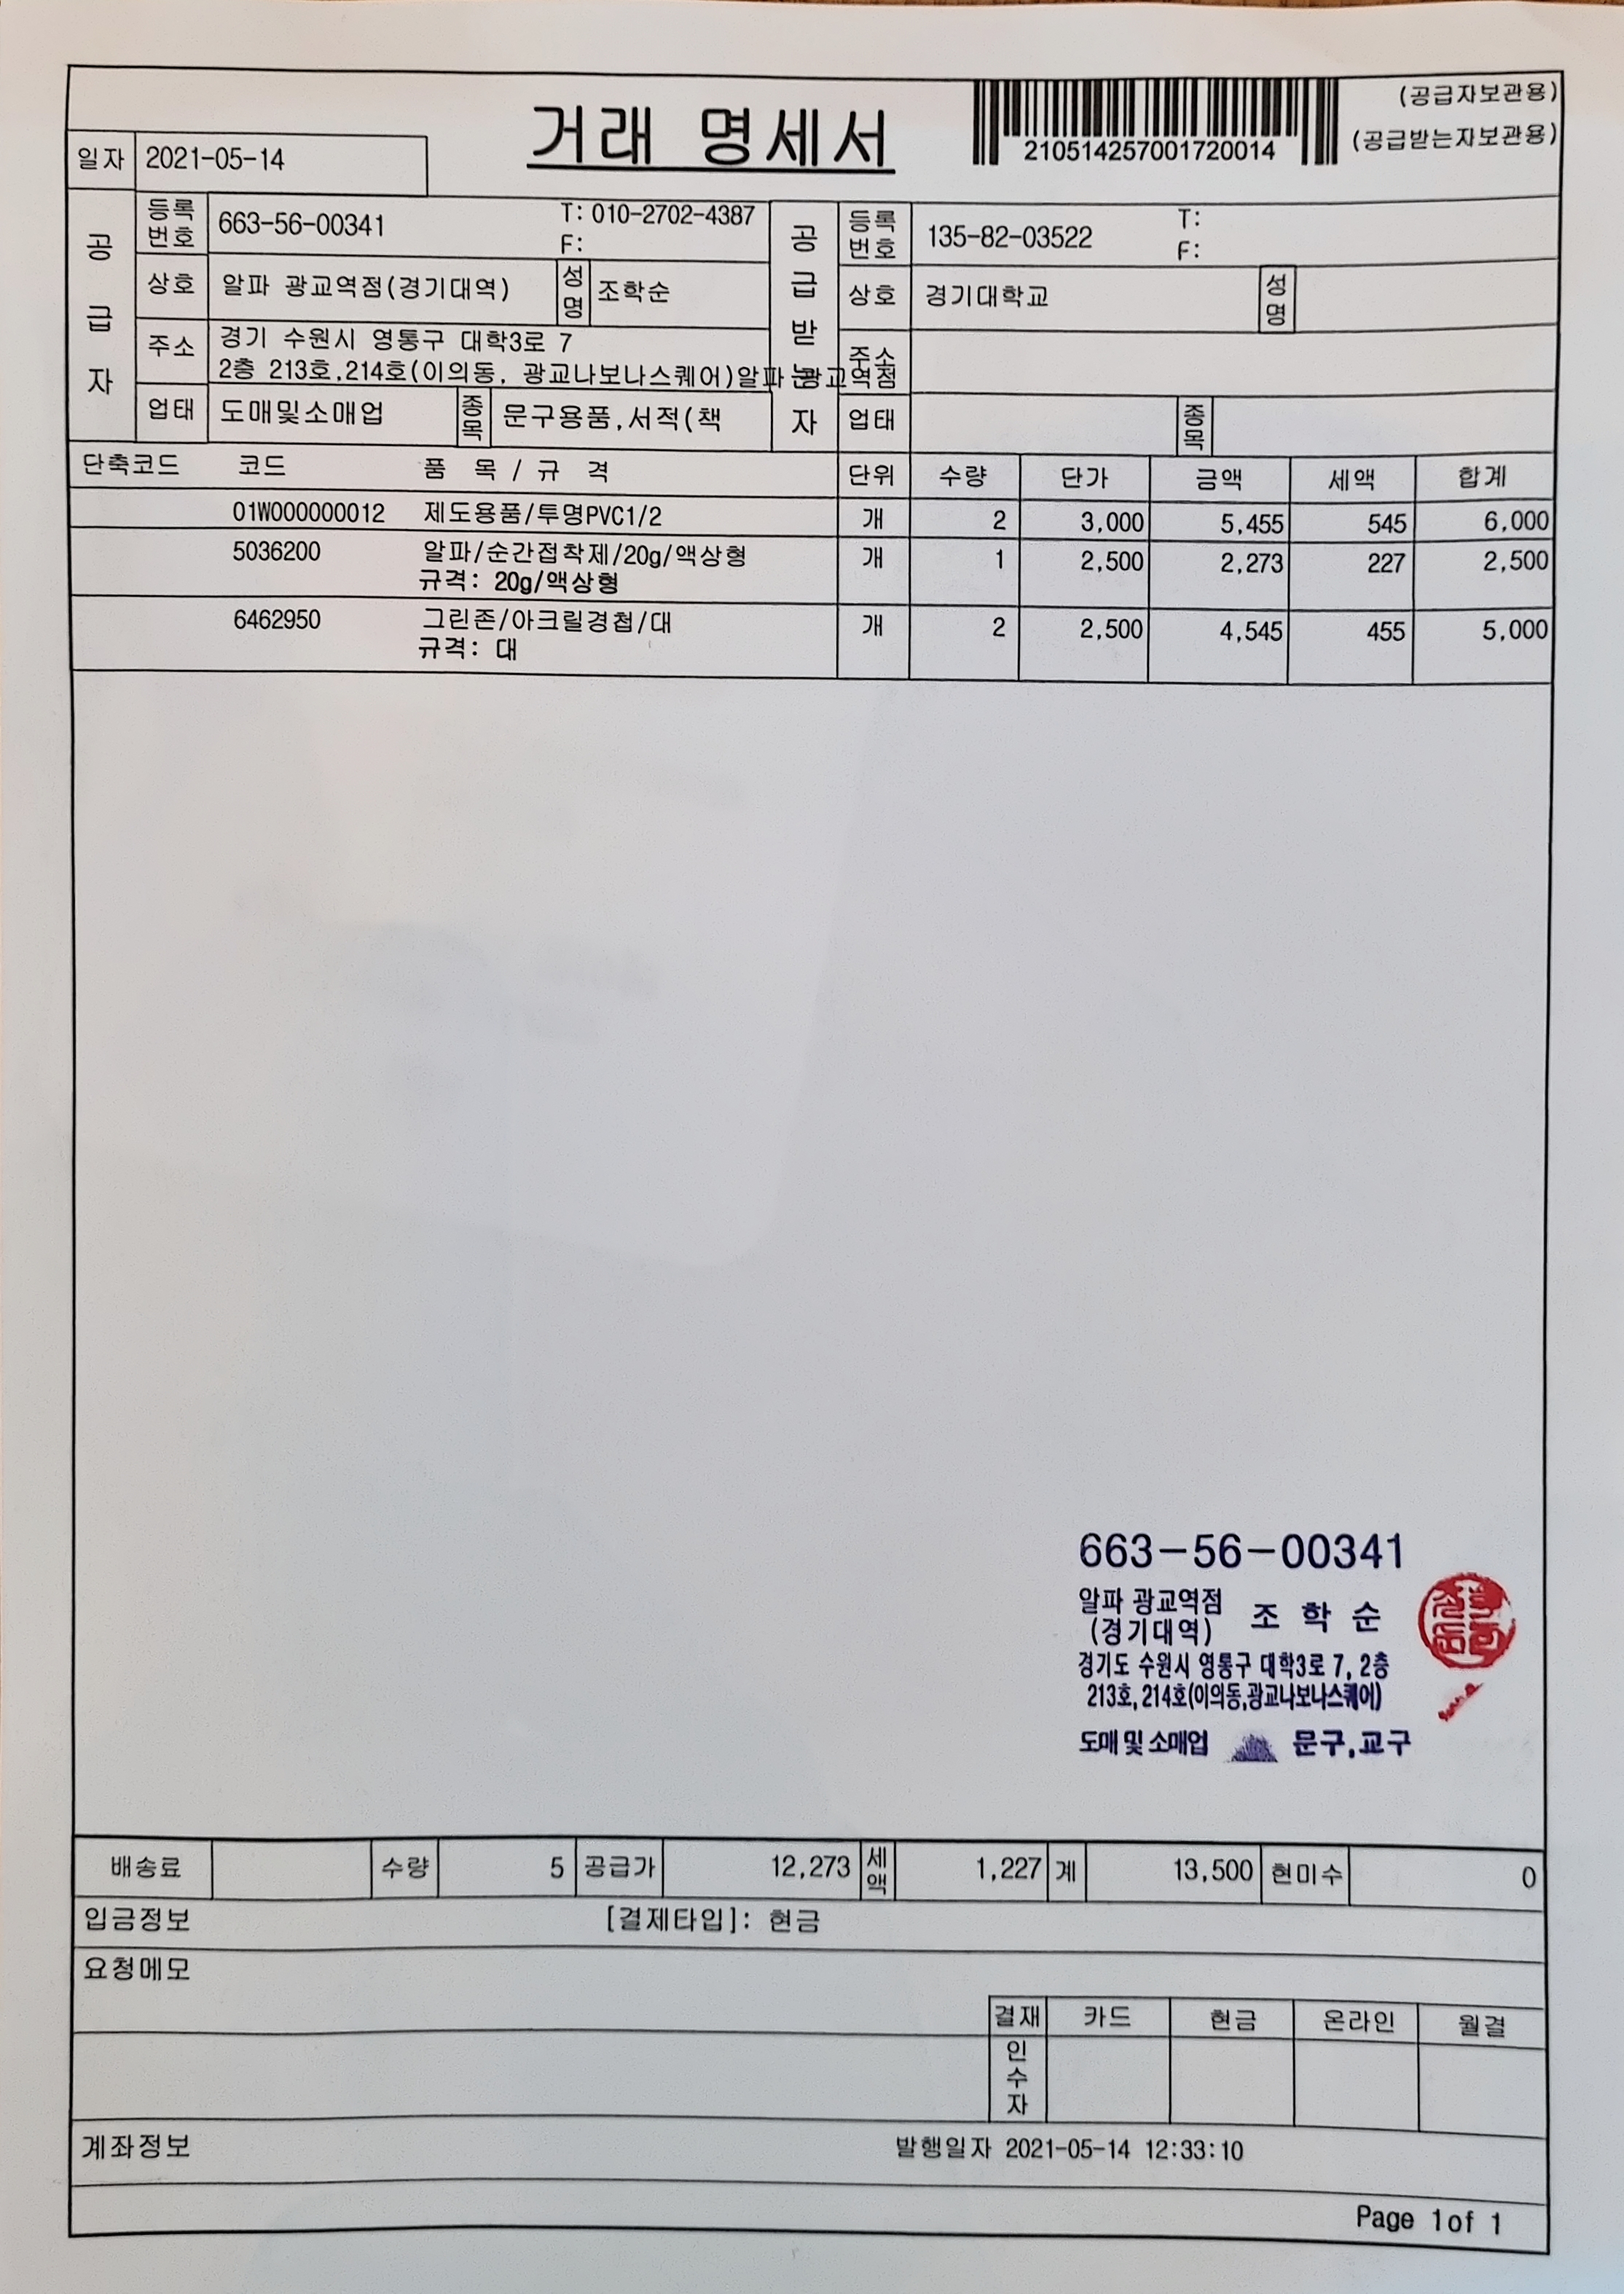 거래 명세서
210514257001720014
(공급자보관용)
(공급받는자보관용)
일자 2021-05-14
공급자
등록번호 663-56-00341 T: 010-2702-4387
F:
상호 알파 광교역점(경기대역) 성명 조학순
주소 경기 수원시 영통구 대학3로 7
2층 213호,214호(이의동, 광교나보나스퀘어)알파 광교역점
업태 도매및소매업 종목 문구용품,서적(책
공급받는자
등록번호 135-82-03522 T:
F:
상호 경기대학교 성명
주소
업태 종목
단축코드 코드 품 목 / 규 격 단위 수량 단가 금액 세액 합계
01W000000012 제도용품/투명PVC1/2 개 2 3,000 5,455 545 6,000
5036200 알파/순간접착제/20g/액상형 개 1 2,500 2,273 227 2,500
규격: 20g/액상형
6462950 그린존/아크릴경첩/대 개 2 2,500 4,545 455 5,000
규격: 대
663-56-00341
알파 광교역점 조 학 순
(경기대역)
경기도 수원시 영통구 대학3로 7, 2층
213호, 214호(이의동,광교나보나스퀘어)
도매 및 소매업 문구,교구
배송료 수량 5 공급가 12,273 세액 1,227 계 13,500 현미수 0
입금정보 [결제타입]: 현금
요청메모
결재 카드 현금 온라인 월결
인수자
계좌정보 발행일자 2021-05-14 12:33:10
Page 1of 1